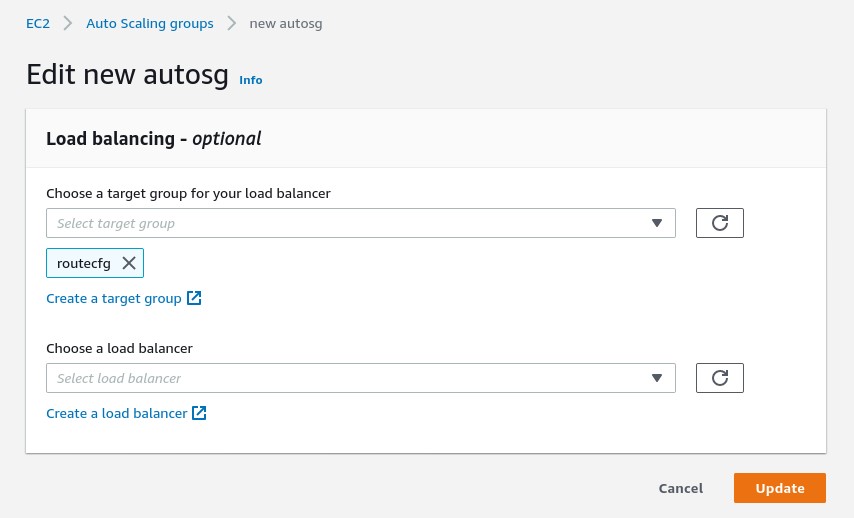 EC2 > Auto Scaling groups > new autosg
Edit new autosg Info
Load balancing - optional
Choose a target group for your load balancer
Select target group
routecfg
Create a target group
Choose a load balancer
Select load balancer
Create a load balancer
Cancel Update